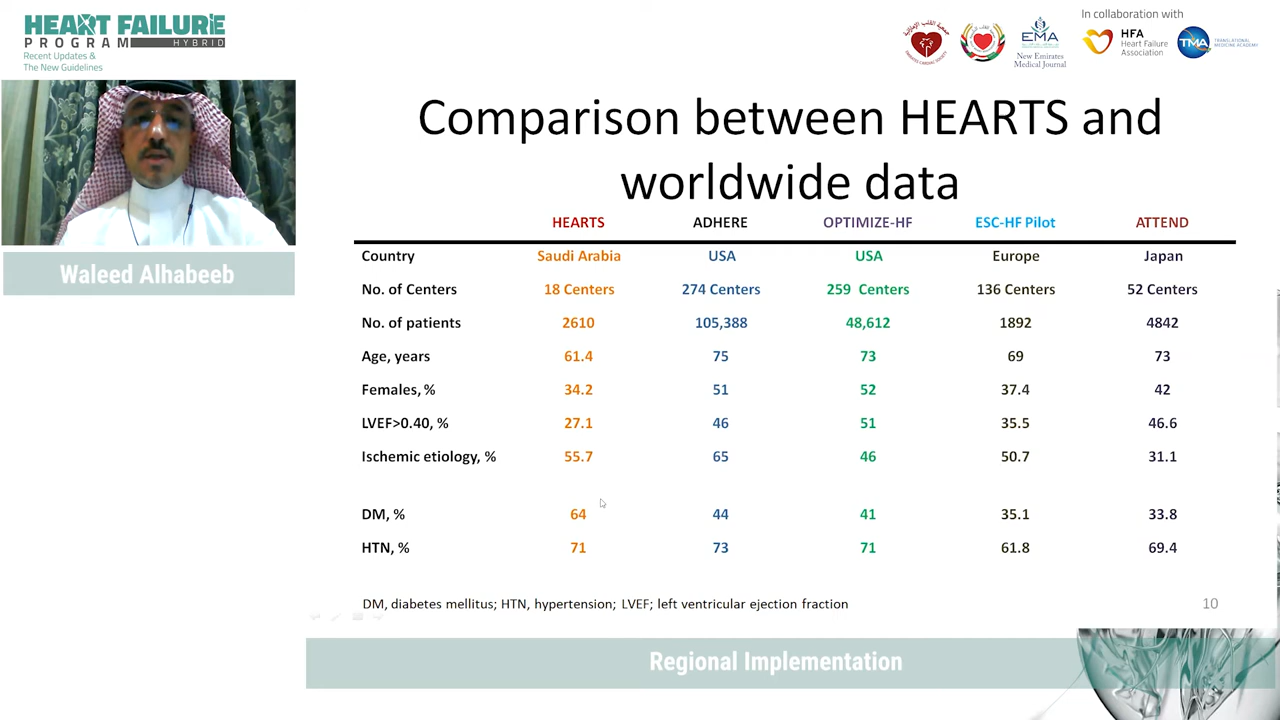 HEART FAILURE
PROGRAM HYBRID
Recent Updates &
The New Guidelines
EMA
New Emirates
Medical Journal
In collaboration with
HFA
Heart Failure
Association
TMA
TRANSLATIONAL
MEDICINE ACADEMY
Waleed Alhabeeb
Comparison between HEARTS and
worldwide data
HEARTS ADHERE OPTIMIZE-HF ESC-HF Pilot ATTEND
Country Saudi Arabia USA USA Europe Japan
No. of Centers 18 Centers 274 Centers 259 Centers 136 Centers 52 Centers
No. of patients 2610 105,388 48,612 1892 4842
Age, years 61.4 75 73 69 73
Females, % 34.2 51 52 37.4 42
LVEF>0.40, % 27.1 46 51 35.5 46.6
Ischemic etiology, % 55.7 65 46 50.7 31.1
DM, % 64 44 41 35.1 33.8
HTN, % 71 73 71 61.8 69.4
DM, diabetes mellitus; HTN, hypertension; LVEF; left ventricular ejection fraction
10
Regional Implementation